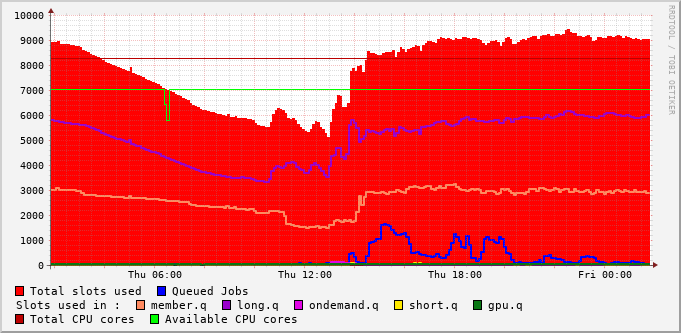 10000
9000
8000
7000
6000
5000
4000
3000
2000
1000
0
Thu 06:00 Thu 12:00 Thu 18:00 Fri 00:00
RRDTOOL / TOBI OETIKER
Total slots used Queued Jobs
Slots used in : member.q long.q ondemand.q short.q gpu.q
Total CPU cores Available CPU cores